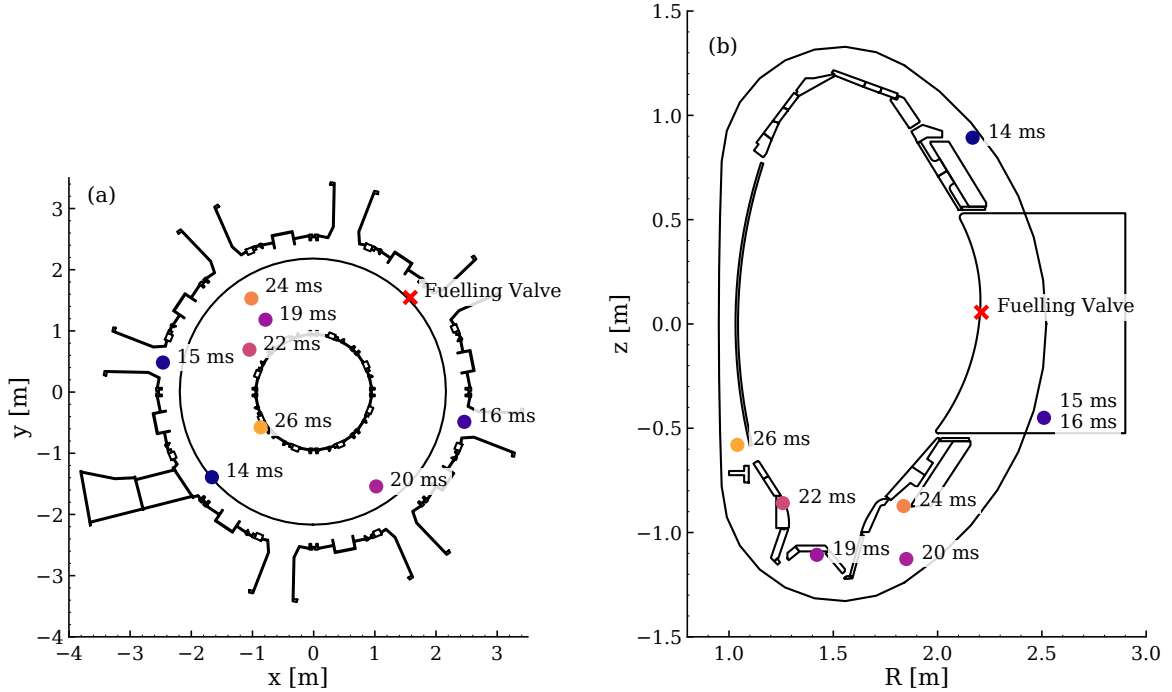 (a)
24 ms
19 ms
Fuelling Valve
22 ms
15 ms
26 ms
16 ms
14 ms
20 ms
3
2
1
0
−1
−2
−3
−4
−4 −3 −2 −1 0 1 2 3
x [m]
y [m]
(b)
14 ms
Fuelling Valve
15 ms
16 ms
26 ms
22 ms
24 ms
19 ms
20 ms
1.5
1.0
0.5
0.0
−0.5
−1.0
−1.5
1.0 1.5 2.0 2.5 3.0
R [m]
z [m]